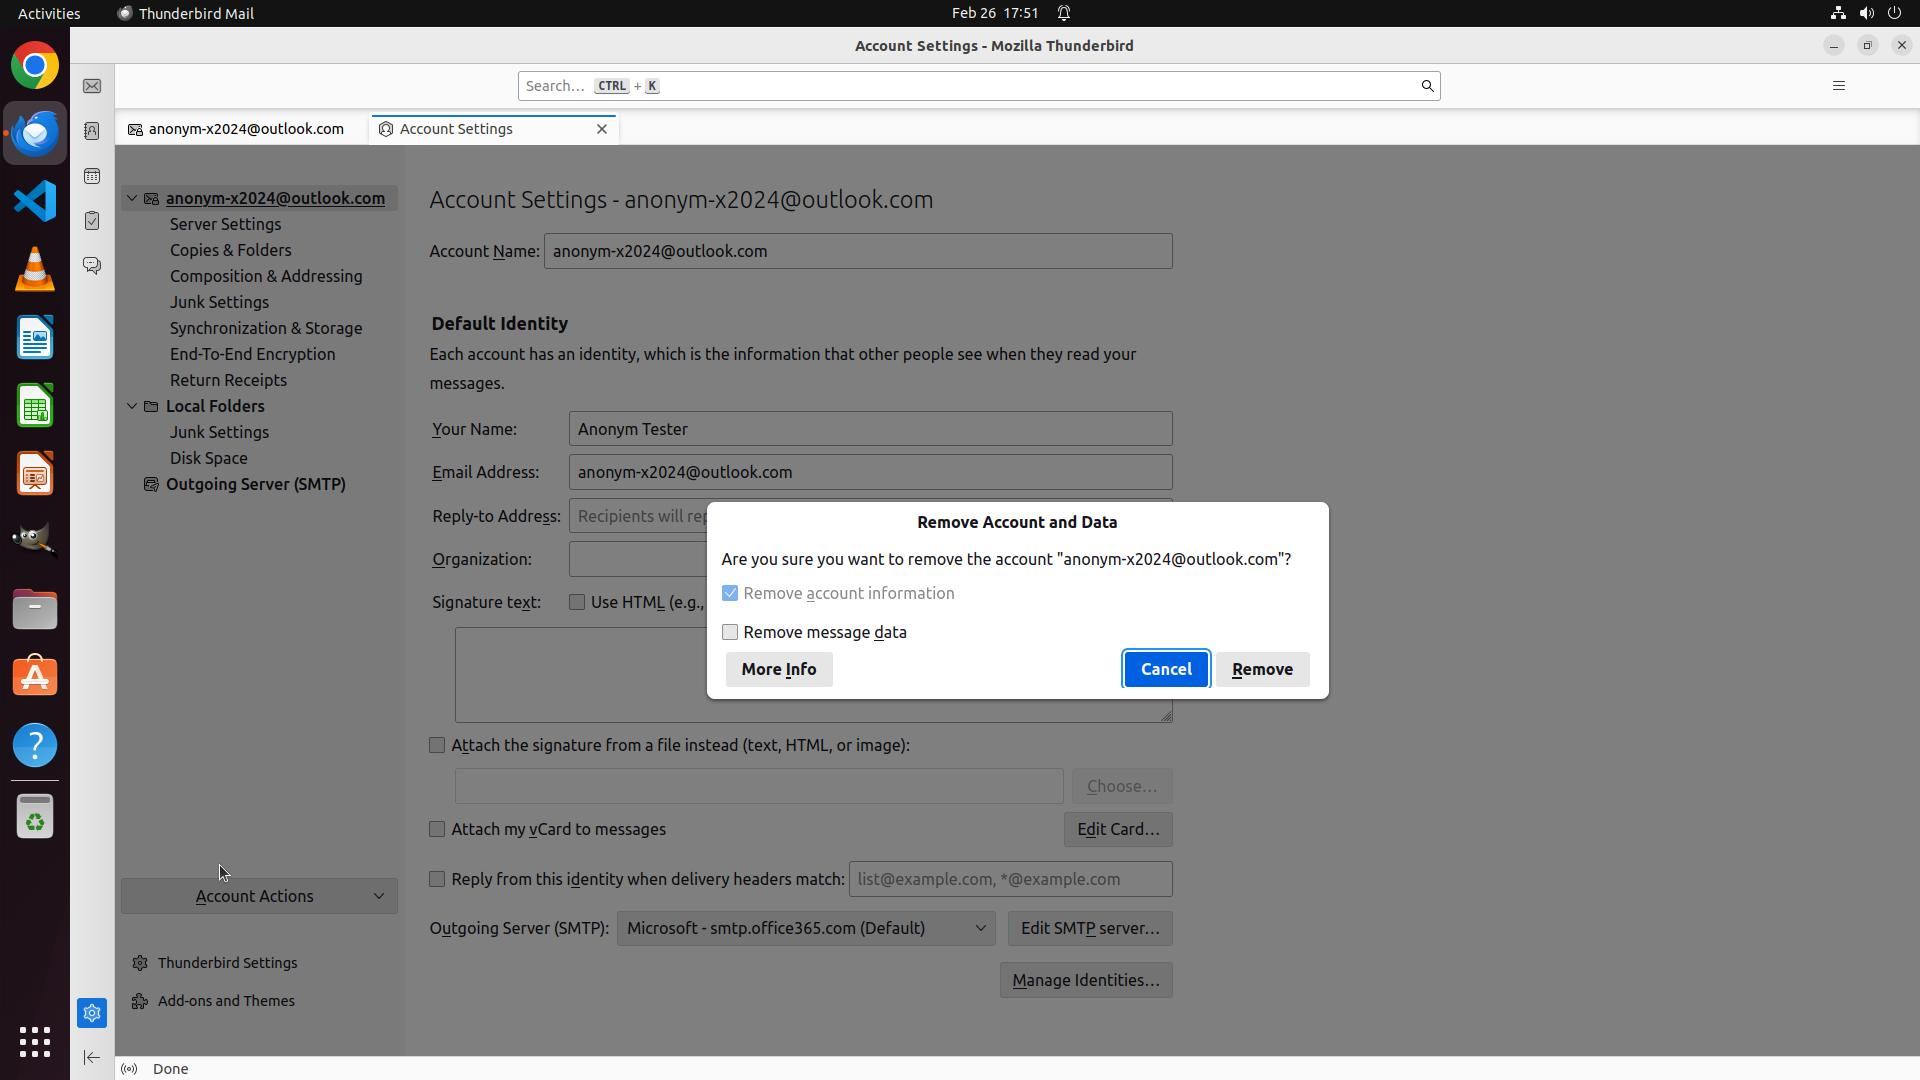 Activities
Thunderbird Mail
Feb 26 17:51
Account Settings - Mozilla Thunderbird
Search… CTRL + K
anonym-x2024@outlook.com
Account Settings
anonym-x2024@outlook.com
Server Settings
Copies & Folders
Composition & Addressing
Junk Settings
Synchronization & Storage
End-To-End Encryption
Return Receipts
Local Folders
Junk Settings
Disk Space
Outgoing Server (SMTP)
Account Actions
Thunderbird Settings
Add-ons and Themes
Account Settings - anonym-x2024@outlook.com
Account Name: anonym-x2024@outlook.com
Default Identity
Each account has an identity, which is the information that other people see when they read your
messages.
Your Name: Anonym Tester
Email Address: anonym-x2024@outlook.com
Reply-to Address: Recipients will
Organization:
Signature text: Use HTML (e.g.,
Remove Account and Data
Are you sure you want to remove the account "anonym-x2024@outlook.com"?
Remove account information
Remove message data
More Info
Cancel
Remove
Attach the signature from a file instead (text, HTML, or image):
Choose…
Attach my vCard to messages
Edit Card…
Reply from this identity when delivery headers match: list@example.com, *@example.com
Outgoing Server (SMTP): Microsoft - smtp.office365.com (Default)
Edit SMTP server…
Manage Identities…
Done